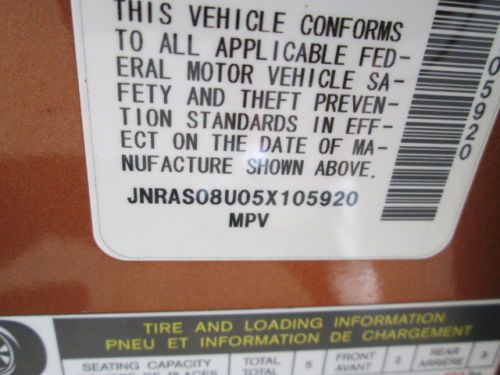 THIS VEHICLE CONFORMS
TO ALL APPLICABLE FED-
ERAL MOTOR VEHICLE SA-
FETY AND THEFT PREVEN-
TION STANDARDS IN EFF-
ECT ON THE DATE OF MA-
NUFACTURE SHOWN ABOVE.
JNRAS08U05X105920
MPV
05920
TIRE AND LOADING INFORMATION
PNEU ET INFORMATION DE CHARGEMENT
SEATING CAPACITY TOTAL 5 FRONT 2 REAR 3
TOTAL AVANT ARRIÈRE